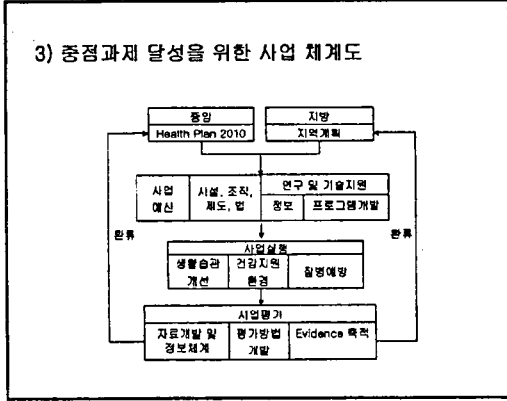 3) 중점과제 달성을 위한 사업 체계도
중앙
Health Plan 2010
지방
지역계획
사업
예산
시설, 조직,
제도, 법
연구 및 기술지원
정보
프로그램개발
환류
환류
사업실행
생활습관
개선
건강지원
환경
질병예방
사업평가
자료개발 및
정보체계
평가방법
개발
Evidence 축적